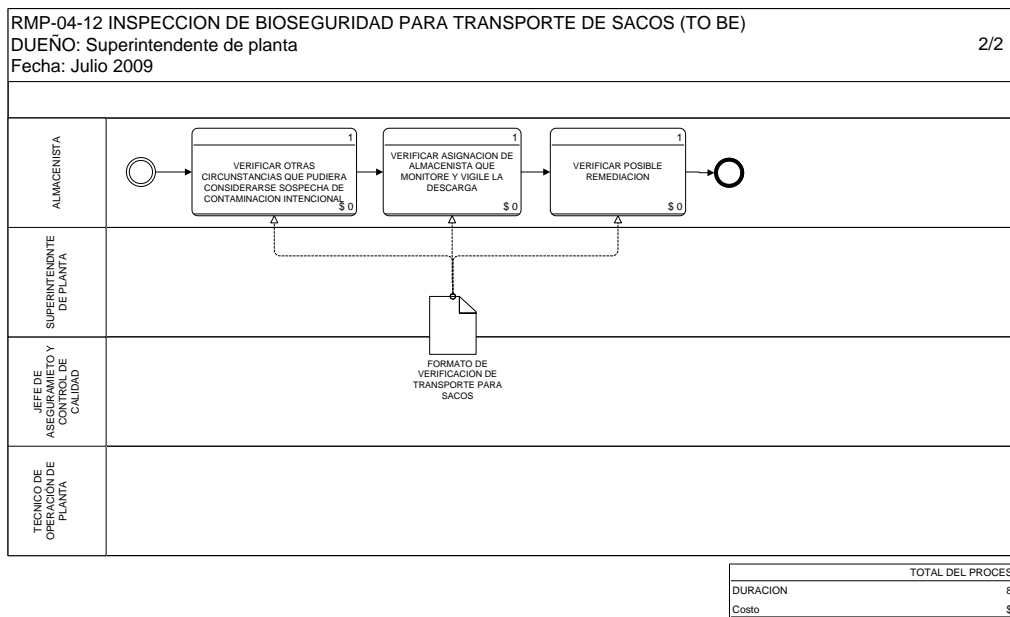 RMP-04-12 INSPECCION DE BIOSEGURIDAD PARA TRANSPORTE DE SACOS (TO BE)
DUEÑO: Superintendente de planta
2/2
Fecha: Julio 2009
ALMACENISTA
1
VERIFICAR OTRAS
CIRCUNSTANCIAS QUE PUDIERA
CONSIDERARSE SOSPECHA DE
CONTAMINACION INTENCIONAL
$ 0
1
VERIFICAR ASIGNACION DE
ALMACENISTA QUE
MONITORE Y VIGILE LA
DESCARGA
$ 0
1
VERIFICAR POSIBLE
REMEDIACION
$ 0
SUPERINTENDNTE
DE PLANTA
FORMATO DE
VERIFICACION DE
TRANSPORTE PARA
SACOS
JEFE DE
ASEGURAMIETO Y
CONTROL DE
CALIDAD
TECNICO DE
OPERACIÓN DE
PLANTA
TOTAL DEL PROCES
DURACION
Costo